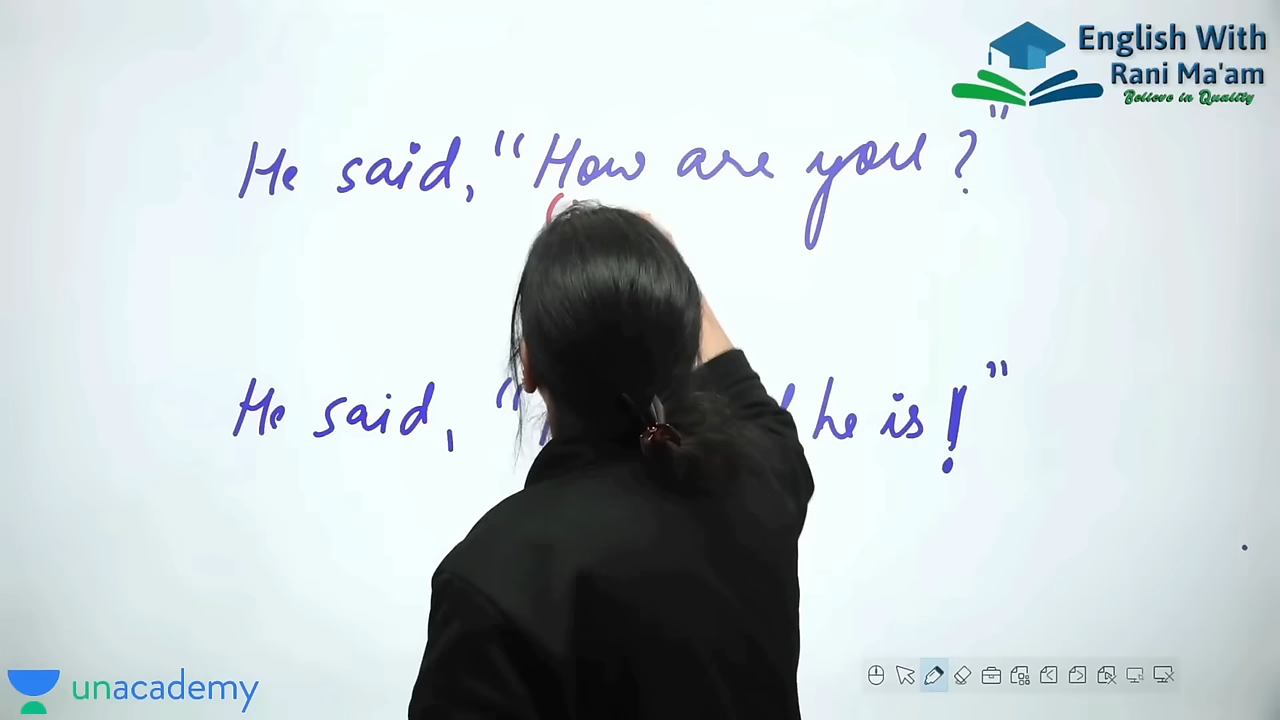 English With
Rani Ma'am
Believe in Quality
He said, "How are you?"
He said, " he is!"
unacademy